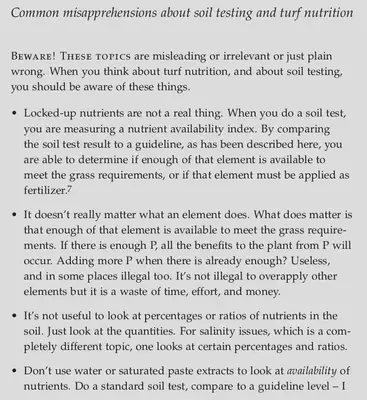 Common misapprehensions about soil testing and turf nutrition
Beware! These topics are misleading or irrelevant or just plain
wrong. When you think about turf nutrition, and about soil testing,
you should be aware of these things.
• Locked-up nutrients are not a real thing. When you do a soil test,
you are measuring a nutrient availability index. By comparing
the soil test result to a guideline, as has been described here, you
are able to determine if enough of that element is available to
meet the grass requirements, or if that element must be applied as
fertilizer.7
• It doesn't really matter what an element does. What does matter is
that enough of that element is available to meet the grass require-
ments. If there is enough P, all the benefits to the plant from P will
occur. Adding more P when there is already enough? Useless,
and in some places illegal too. It's not illegal to overapply other
elements but it is a waste of time, effort, and money.
• It's not useful to look at percentages or ratios of nutrients in the
soil. Just look at the quantities. For salinity issues, which is a com-
pletely different topic, one looks at certain percentages and ratios.
• Don't use water or saturated paste extracts to look at availability of
nutrients. Do a standard soil test, compare to a guideline level – I